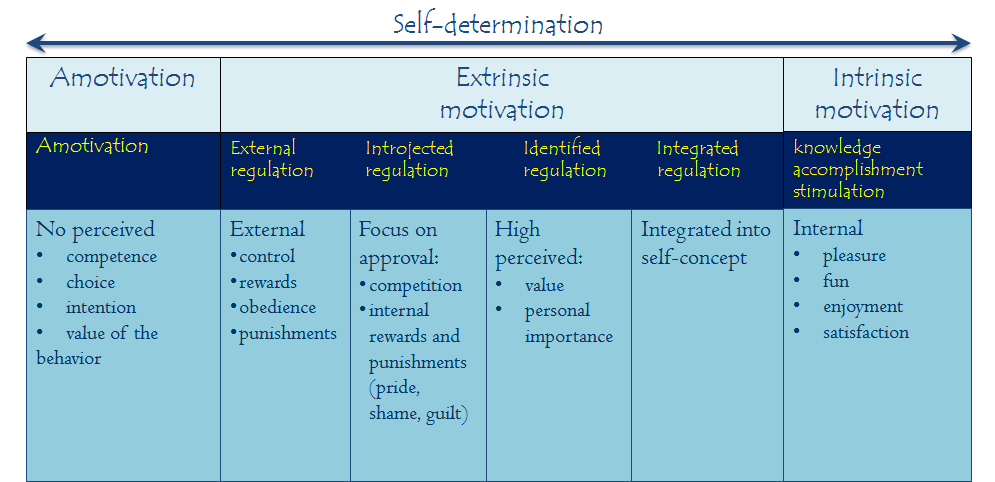 Self-determination
Amotivation
Extrinsic
motivation
Intrinsic
motivation
Amotivation
External
regulation
Introjected
regulation
Identified
regulation
Integrated
regulation
knowledge
accomplishment
stimulation
No perceived
• competence
• choice
• intention
• value of the
behavior
External
•control
•rewards
•obedience
•punishments
Focus on
approval:
•competition
•internal
rewards and
punishments
(pride,
shame, guilt)
High
perceived:
• value
• personal
importance
Integrated into
self-concept
Internal
• pleasure
• fun
• enjoyment
• satisfaction